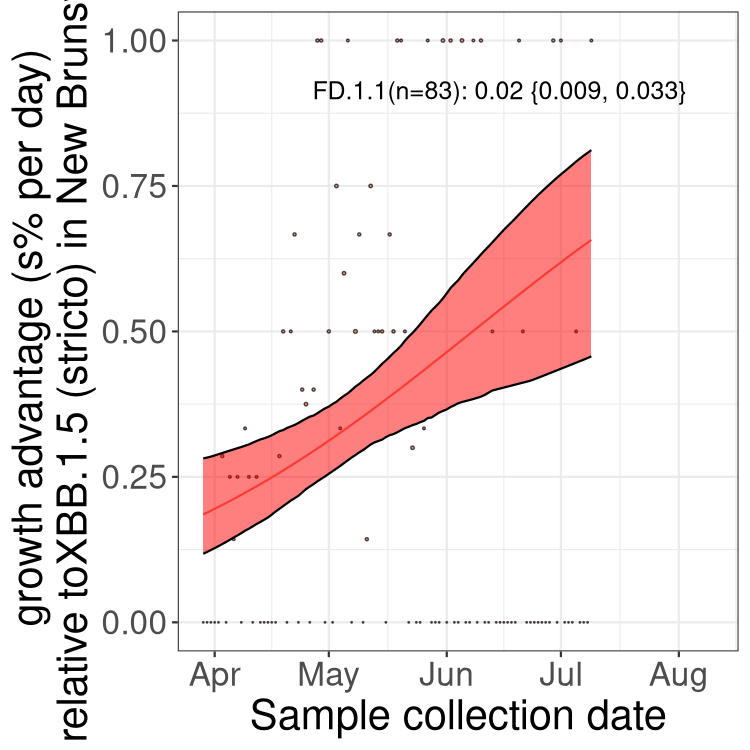 growth advantage (s% per day)
relative toXBB.1.5 (stricto) in New Bruns
1.00
0.75
0.50
0.25
0.00
FD.1.1(n=83): 0.02 {0.009, 0.033}
Apr May Jun Jul Aug
Sample collection date